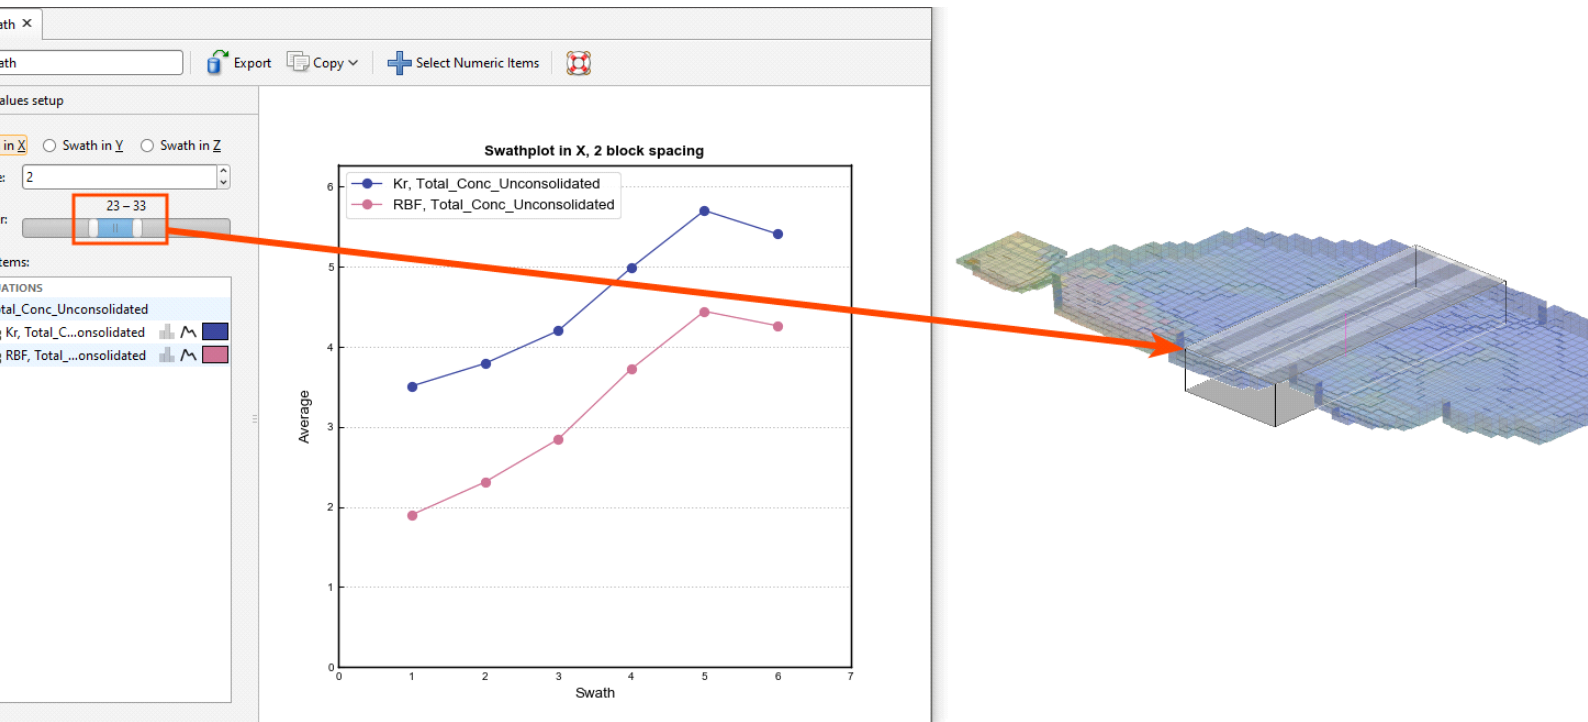 ath ×
ath Export Copy Select Numeric Items
alues setup
in X Swath in Y Swath in Z
e: 2
23 – 33
r:
tems:
UATIONS
otal_Conc_Unconsolidated
Kr, Total_C...onsolidated
RBF, Total_...onsolidated
Swathplot in X, 2 block spacing
Kr, Total_Conc_Unconsolidated
RBF, Total_Conc_Unconsolidated
6
5
4
3
2
1
0
Average
0 1 2 3 4 5 6 7
Swath